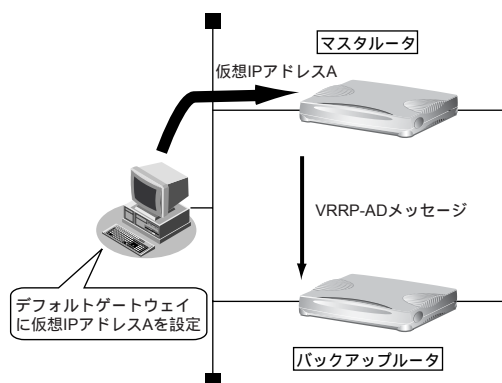 マスタルータ
仮想IPアドレスA
VRRP-ADメッセージ
デフォルトゲートウェイ
に仮想IPアドレスAを設定
バックアップルータ